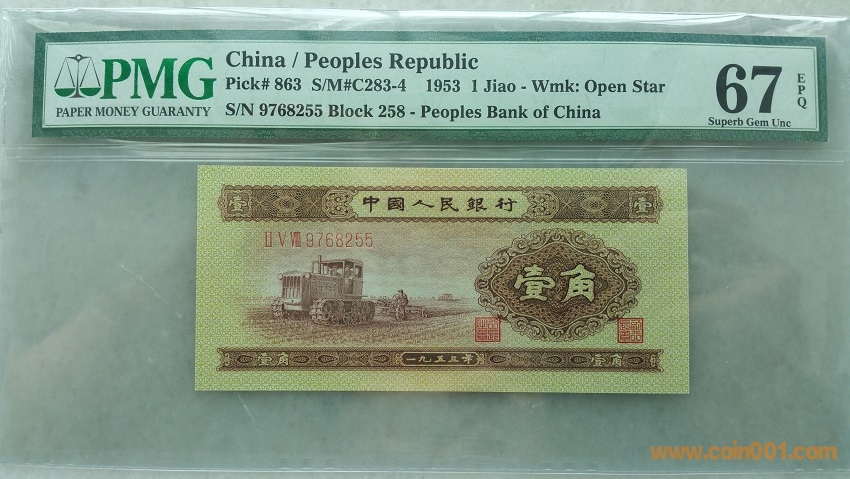 PMG
PAPER MONEY GUARANTY
China / Peoples Republic
Pick# 863 S/M#C283-4 1953 1 Jiao - Wmk: Open Star
S/N 9768255 Block 258 - Peoples Bank of China
67 EPQ
Superb Gem Unc
壹 中國人民銀行 壹
II V VIII 9768255
壹角
壹角 一九五三年 壹角
www.coin001.com